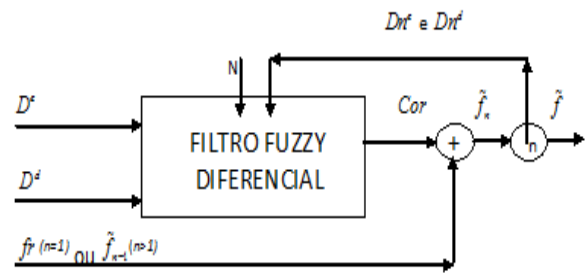 Dnᵉ e Dnᵈ
N
Dᵉ
Cor
f̃ₙ
f̃
FILTRO FUZZY
DIFERENCIAL
+
n
Dᵈ
fr (n=1) OU f̃ₙ₋₁(n>1)